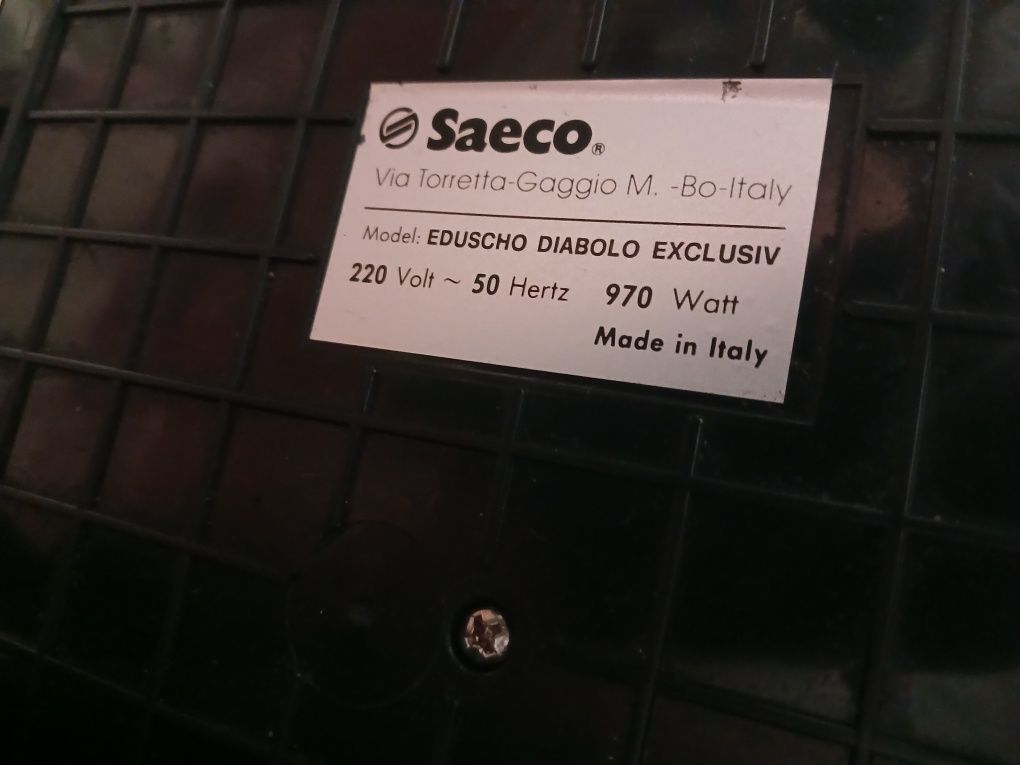 Saeco®
Via Torretta-Gaggio M. -Bo-Italy
Model: EDUSCHO DIABOLO EXCLUSIV
220 Volt ~ 50 Hertz 970 Watt
Made in Italy